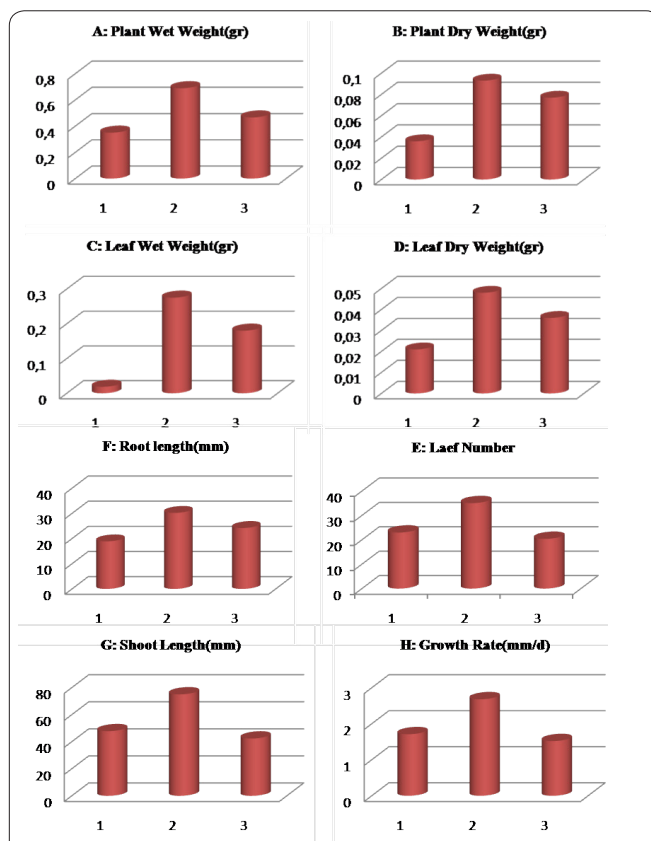 A: Plant Wet Weight(gr)
0,8
0,6
0,4
0,2
0
1 2 3
B: Plant Dry Weight(gr)
0,1
0,08
0,06
0,04
0,02
0
1 2 3
C: Leaf Wet Weight(gr)
0,3
0,2
0,1
0
1 2 3
D: Leaf Dry Weight(gr)
0,05
0,04
0,03
0,02
0,01
0
1 2 3
F: Root length(mm)
40
30
20
10
0
1 2 3
E: Laef Number
40
30
20
10
0
1 2 3
G: Shoot Length(mm)
80
60
40
20
0
1 2 3
H: Growth Rate(mm/d)
3
2
1
0
1 2 3